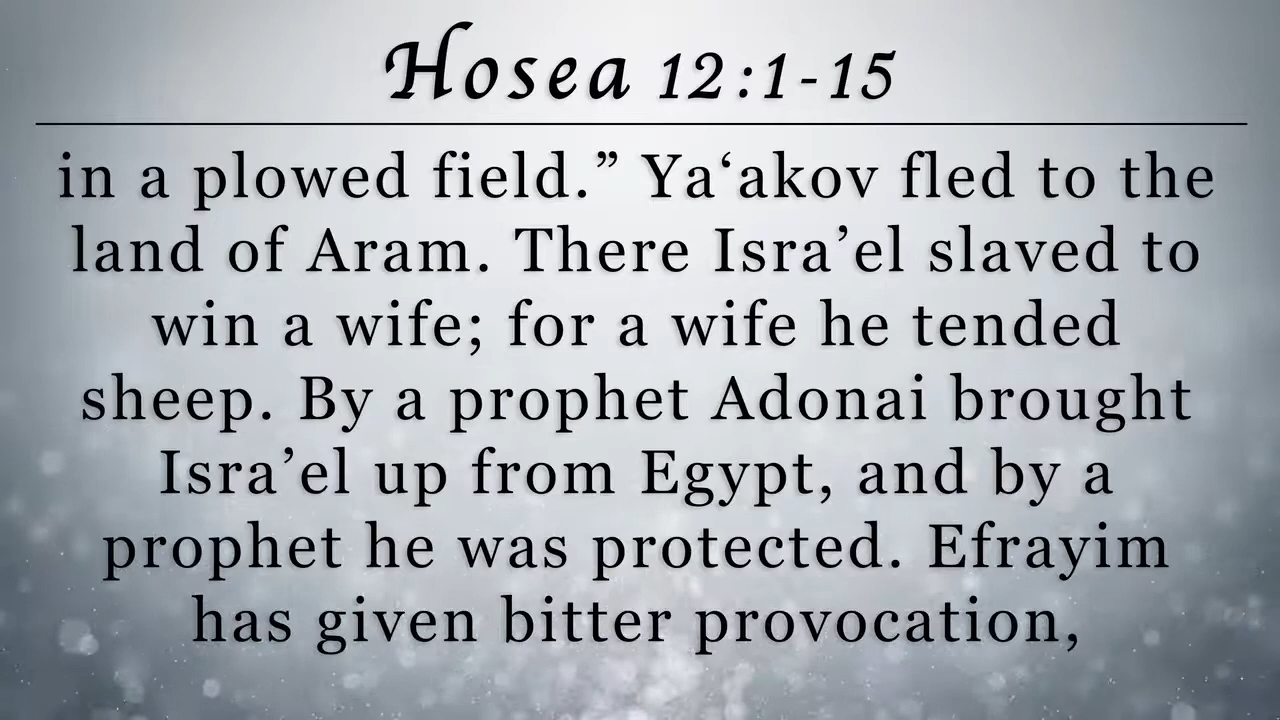 Hosea 12:1-15
in a plowed field.” Ya‘akov fled to the
land of Aram. There Isra’el slaved to
win a wife; for a wife he tended
sheep. By a prophet Adonai brought
Isra’el up from Egypt, and by a
prophet he was protected. Efrayim
has given bitter provocation,